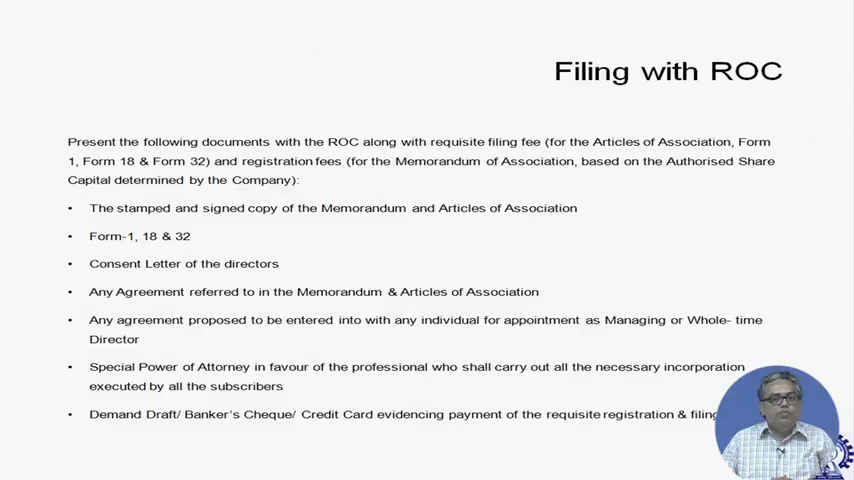 Filing with ROC
Present the following documents with the ROC along with requisite filing fee (for the Articles of Association, Form
1, Form 18 & Form 32) and registration fees (for the Memorandum of Association, based on the Authorised Share
Capital determined by the Company):
• The stamped and signed copy of the Memorandum and Articles of Association
• Form-1, 18 & 32
• Consent Letter of the directors
• Any Agreement referred to in the Memorandum & Articles of Association
• Any agreement proposed to be entered into with any individual for appointment as Managing or Whole- time
Director
• Special Power of Attorney in favour of the professional who shall carry out all the necessary incorporation
executed by all the subscribers
• Demand Draft/ Banker's Cheque/ Credit Card evidencing payment of the requisite registration & filing